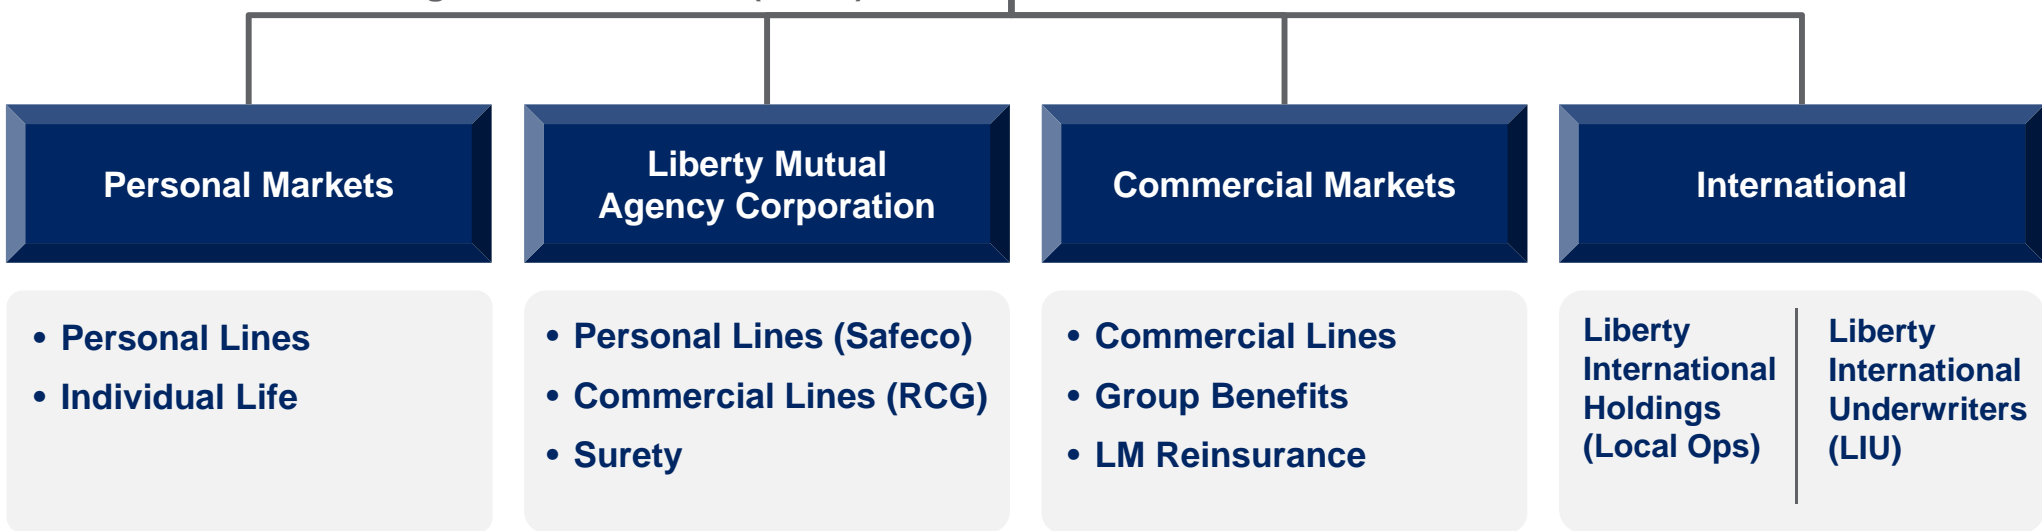 Personal Markets
Liberty Mutual
Agency Corporation
Commercial Markets
International
• Personal Lines
• Individual Life
• Personal Lines (Safeco)
• Commercial Lines (RCG)
• Surety
• Commercial Lines
• Group Benefits
• LM Reinsurance
Liberty
International
Holdings
(Local Ops)
Liberty
International
Underwriters
(LIU)